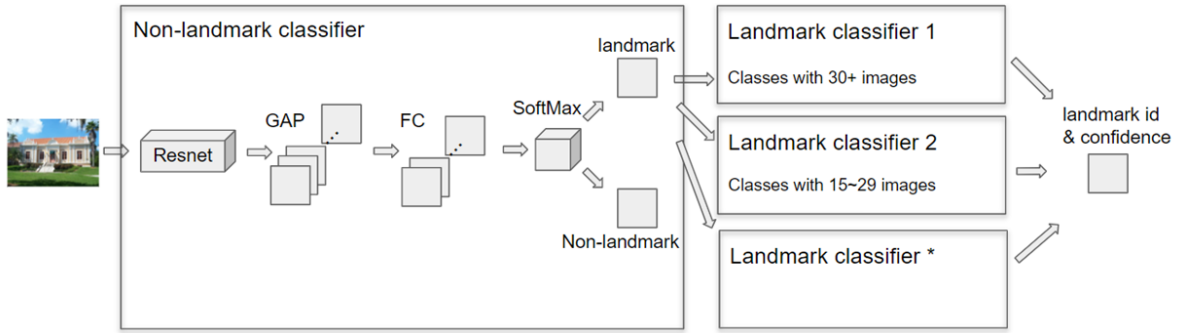 Non-landmark classifier
Resnet
GAP
FC
SoftMax
landmark
Non-landmark
Landmark classifier 1
Classes with 30+ images
Landmark classifier 2
Classes with 15~29 images
Landmark classifier *
landmark id
& confidence